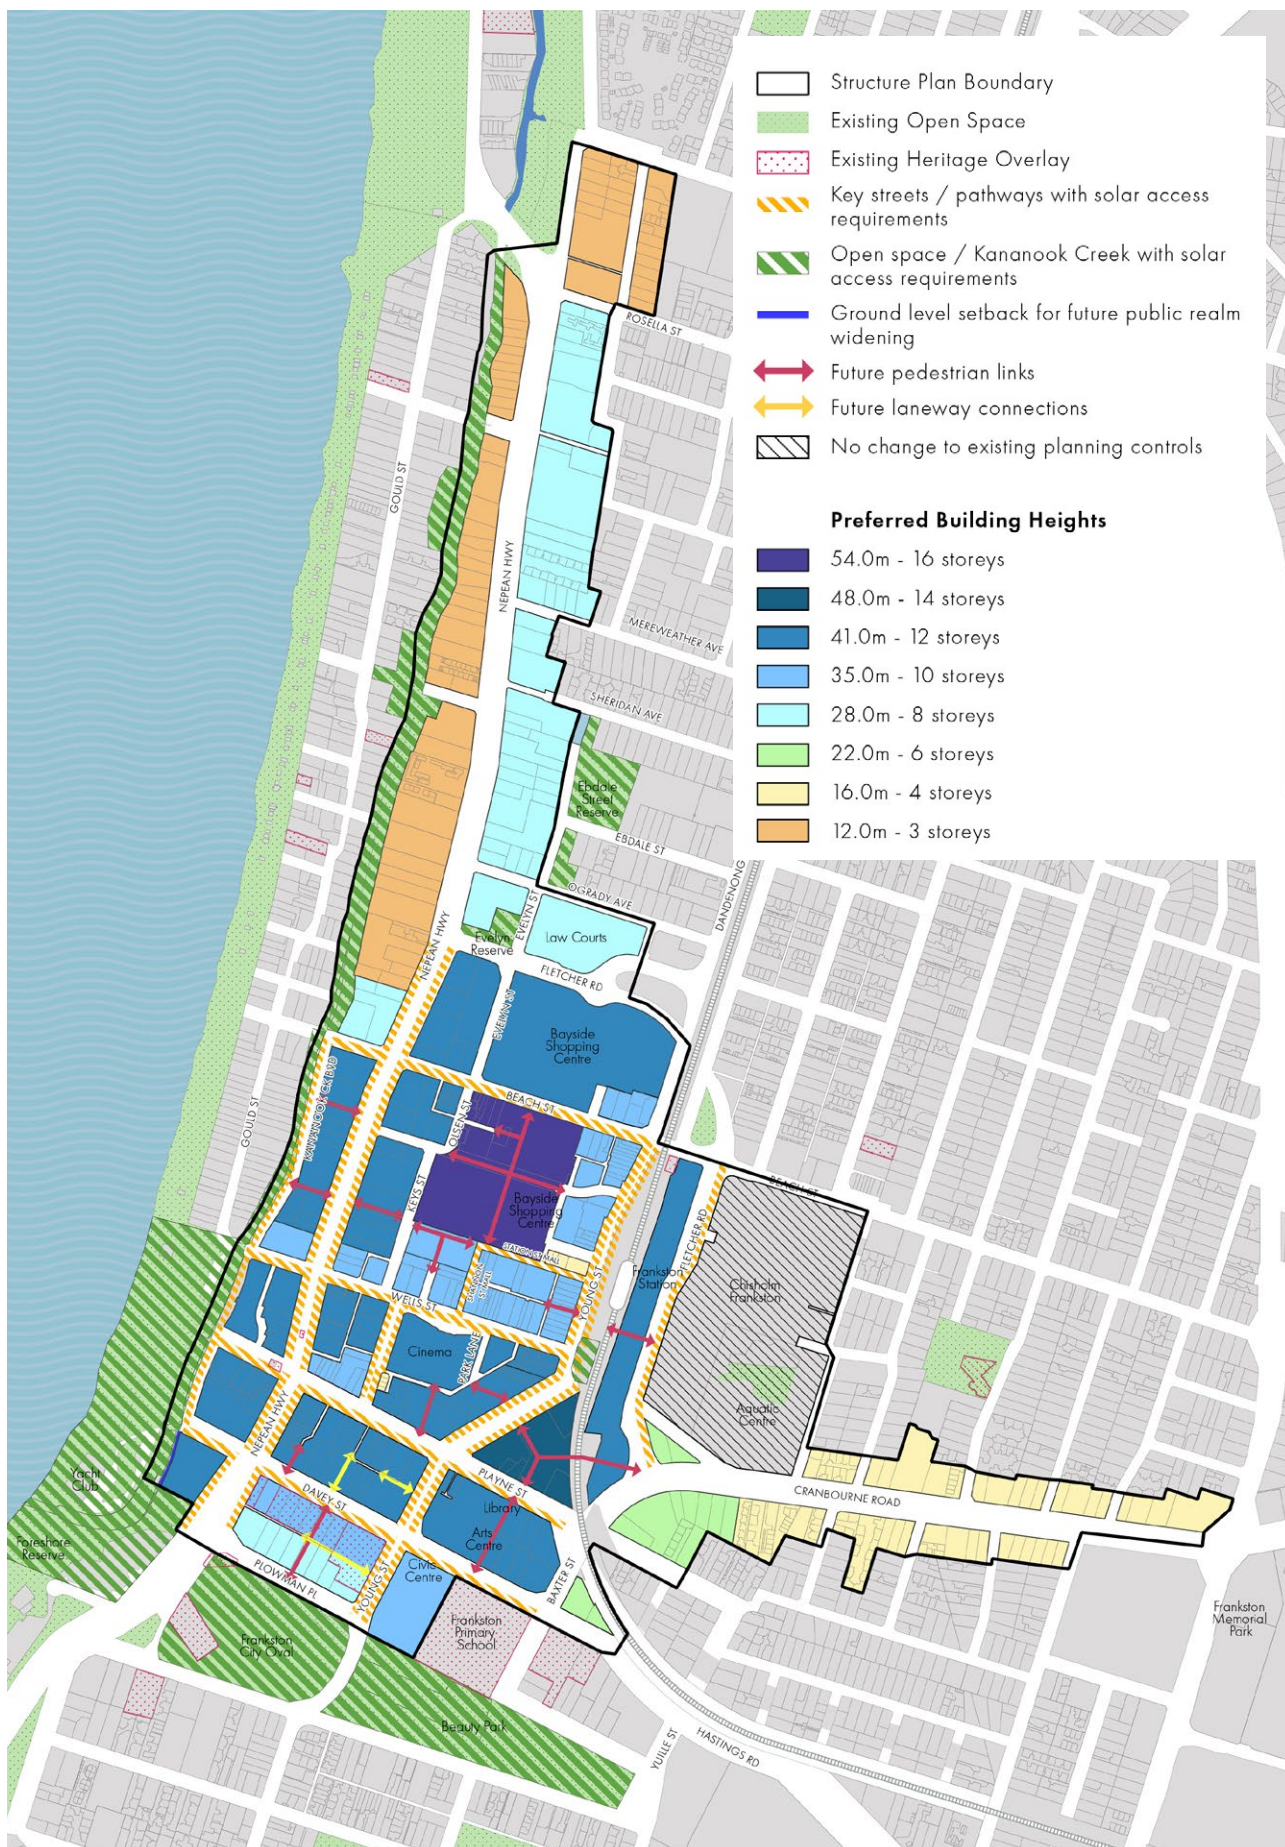 Structure Plan Boundary
Existing Open Space
Existing Heritage Overlay
Key streets / pathways with solar access
requirements
Open space / Kananook Creek with solar
access requirements
Ground level setback for future public realm
widening
Future pedestrian links
Future laneway connections
No change to existing planning controls
Preferred Building Heights
54.0m - 16 storeys
48.0m - 14 storeys
41.0m - 12 storeys
35.0m - 10 storeys
28.0m - 8 storeys
22.0m - 6 storeys
16.0m - 4 storeys
12.0m - 3 storeys
ROSELLA ST
GOULD ST
NEPEAN HWY
MEREWEATHER AVE
SHERIDAN AVE
Ebdale
Street
Reserve
EBDALE ST
DANDENONG
OGRADY AVE
EVELYN ST
Law Courts
Evelyn
Reserve
NEPEAN HWY
FLETCHER RD
EVELYN ST
Bayside
Shopping
Centre
KANANOOK CK BVD
BEACH ST
OLSEN ST
GOULD ST
KEYS ST
BEACH ST
Bayside
Shopping
Centre
FLETCHER RD
STATION ST MALL
Frankston
Station
Chisholm
Frankston
YOUNG ST
WELLS ST
Cinema
PARK LANE
Aquatic
Centre
NEPEAN HWY
Yacht
Club
PLAYNE ST
CRANBOURNE ROAD
DAVEY ST
Library
Arts
Centre
Foreshore
Reserve
PLOWMAN PL
YOUNG ST
Civic
Centre
BAXTER ST
Frankston
Primary
School
Frankston
City Oval
Frankston
Memorial
Park
Beauty Park
YUILLE ST
HASTINGS RD